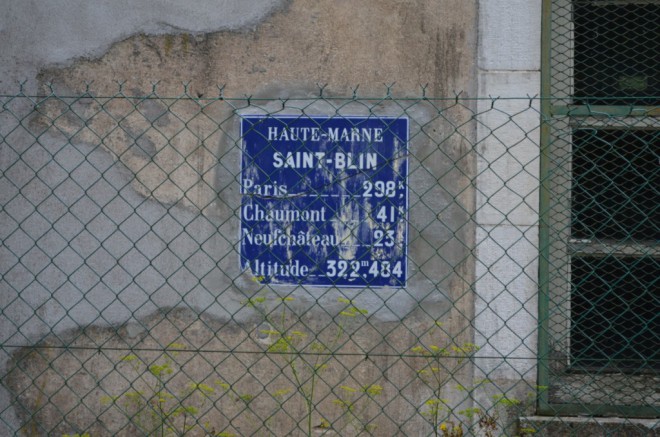 HAUTE-MARNE
SAINT-BLIN
Paris 298k
Chaumont 41k
Neufchâteau 23k
Altitude 322m,484